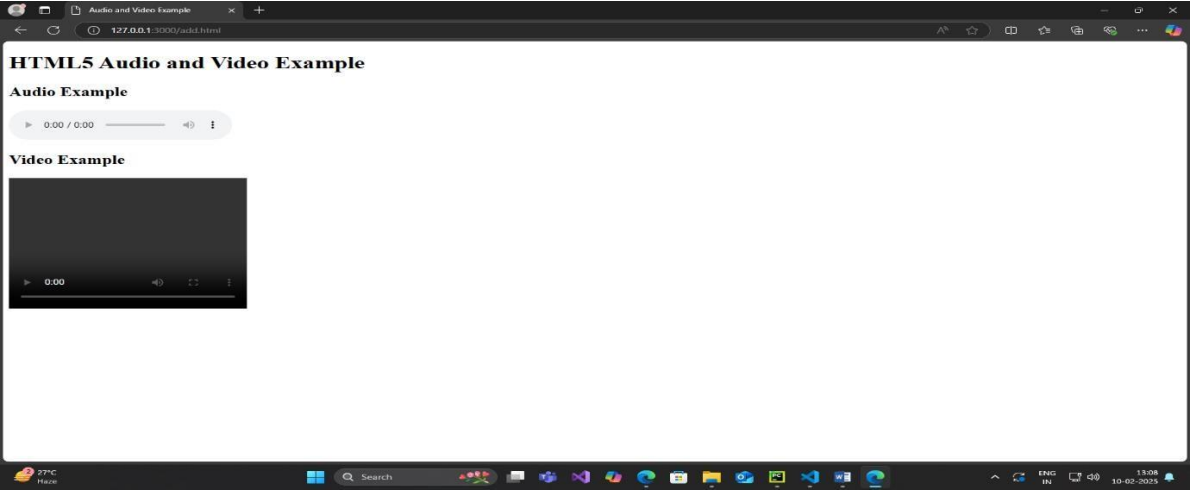 Audio and Video Example
127.0.0.1:3000/add.html
HTML5 Audio and Video Example
Audio Example
0:00 / 0:00
Video Example
0:00
2
27°C
Haze
Search
ENG
IN
13:08
10-02-2025